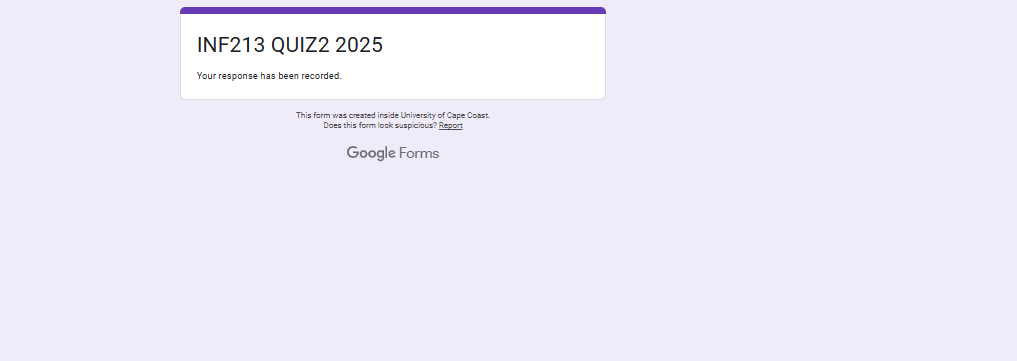 INF213 QUIZ2 2025
Your response has been recorded.
This form was created inside University of Cape Coast.
Does this form look suspicious? Report
Google Forms